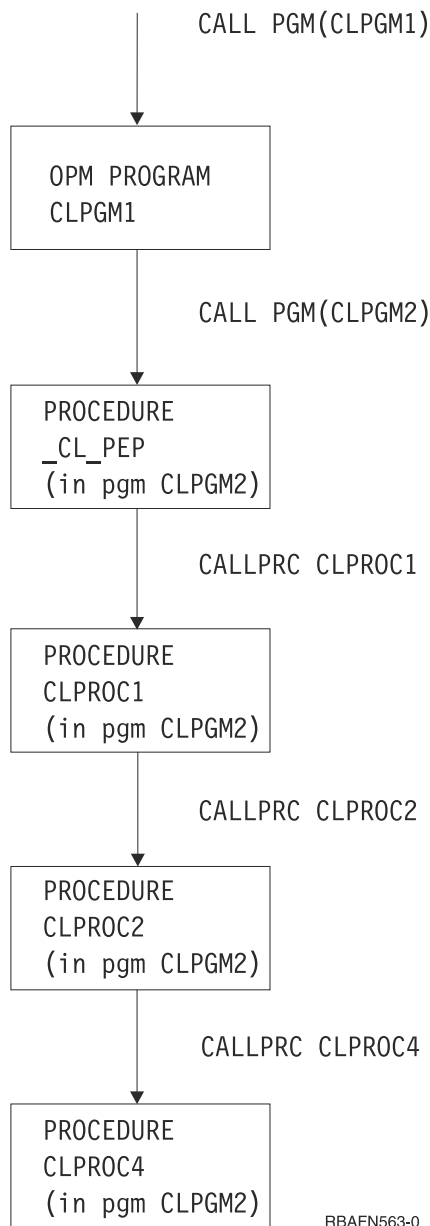 CALL PGM(CLPGM1)
OPM PROGRAM
CLPGM1
CALL PGM(CLPGM2)
PROCEDURE
_CL_PEP
(in pgm CLPGM2)
CALLPRC CLPROC1
PROCEDURE
CLPROC1
(in pgm CLPGM2)
CALLPRC CLPROC2
PROCEDURE
CLPROC2
(in pgm CLPGM2)
CALLPRC CLPROC4
PROCEDURE
CLPROC4
(in pgm CLPGM2)
RBAFN563-0